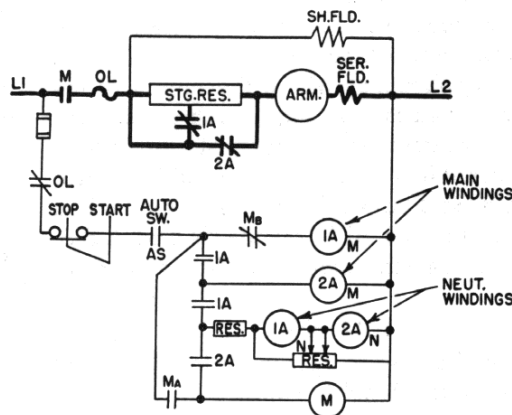 SH.FLD.
SER.
FLD.
L1
M
OL
STG.RES.
ARM.
L2
1A
2A
OL
STOP
START
AUTO
SW.
AS
MB
1A
M
MAIN
WINDINGS
1A
2A
M
1A
NEUT.
WINDINGS
RES.
1A
N
2A
N
RES.
2A
MA
M